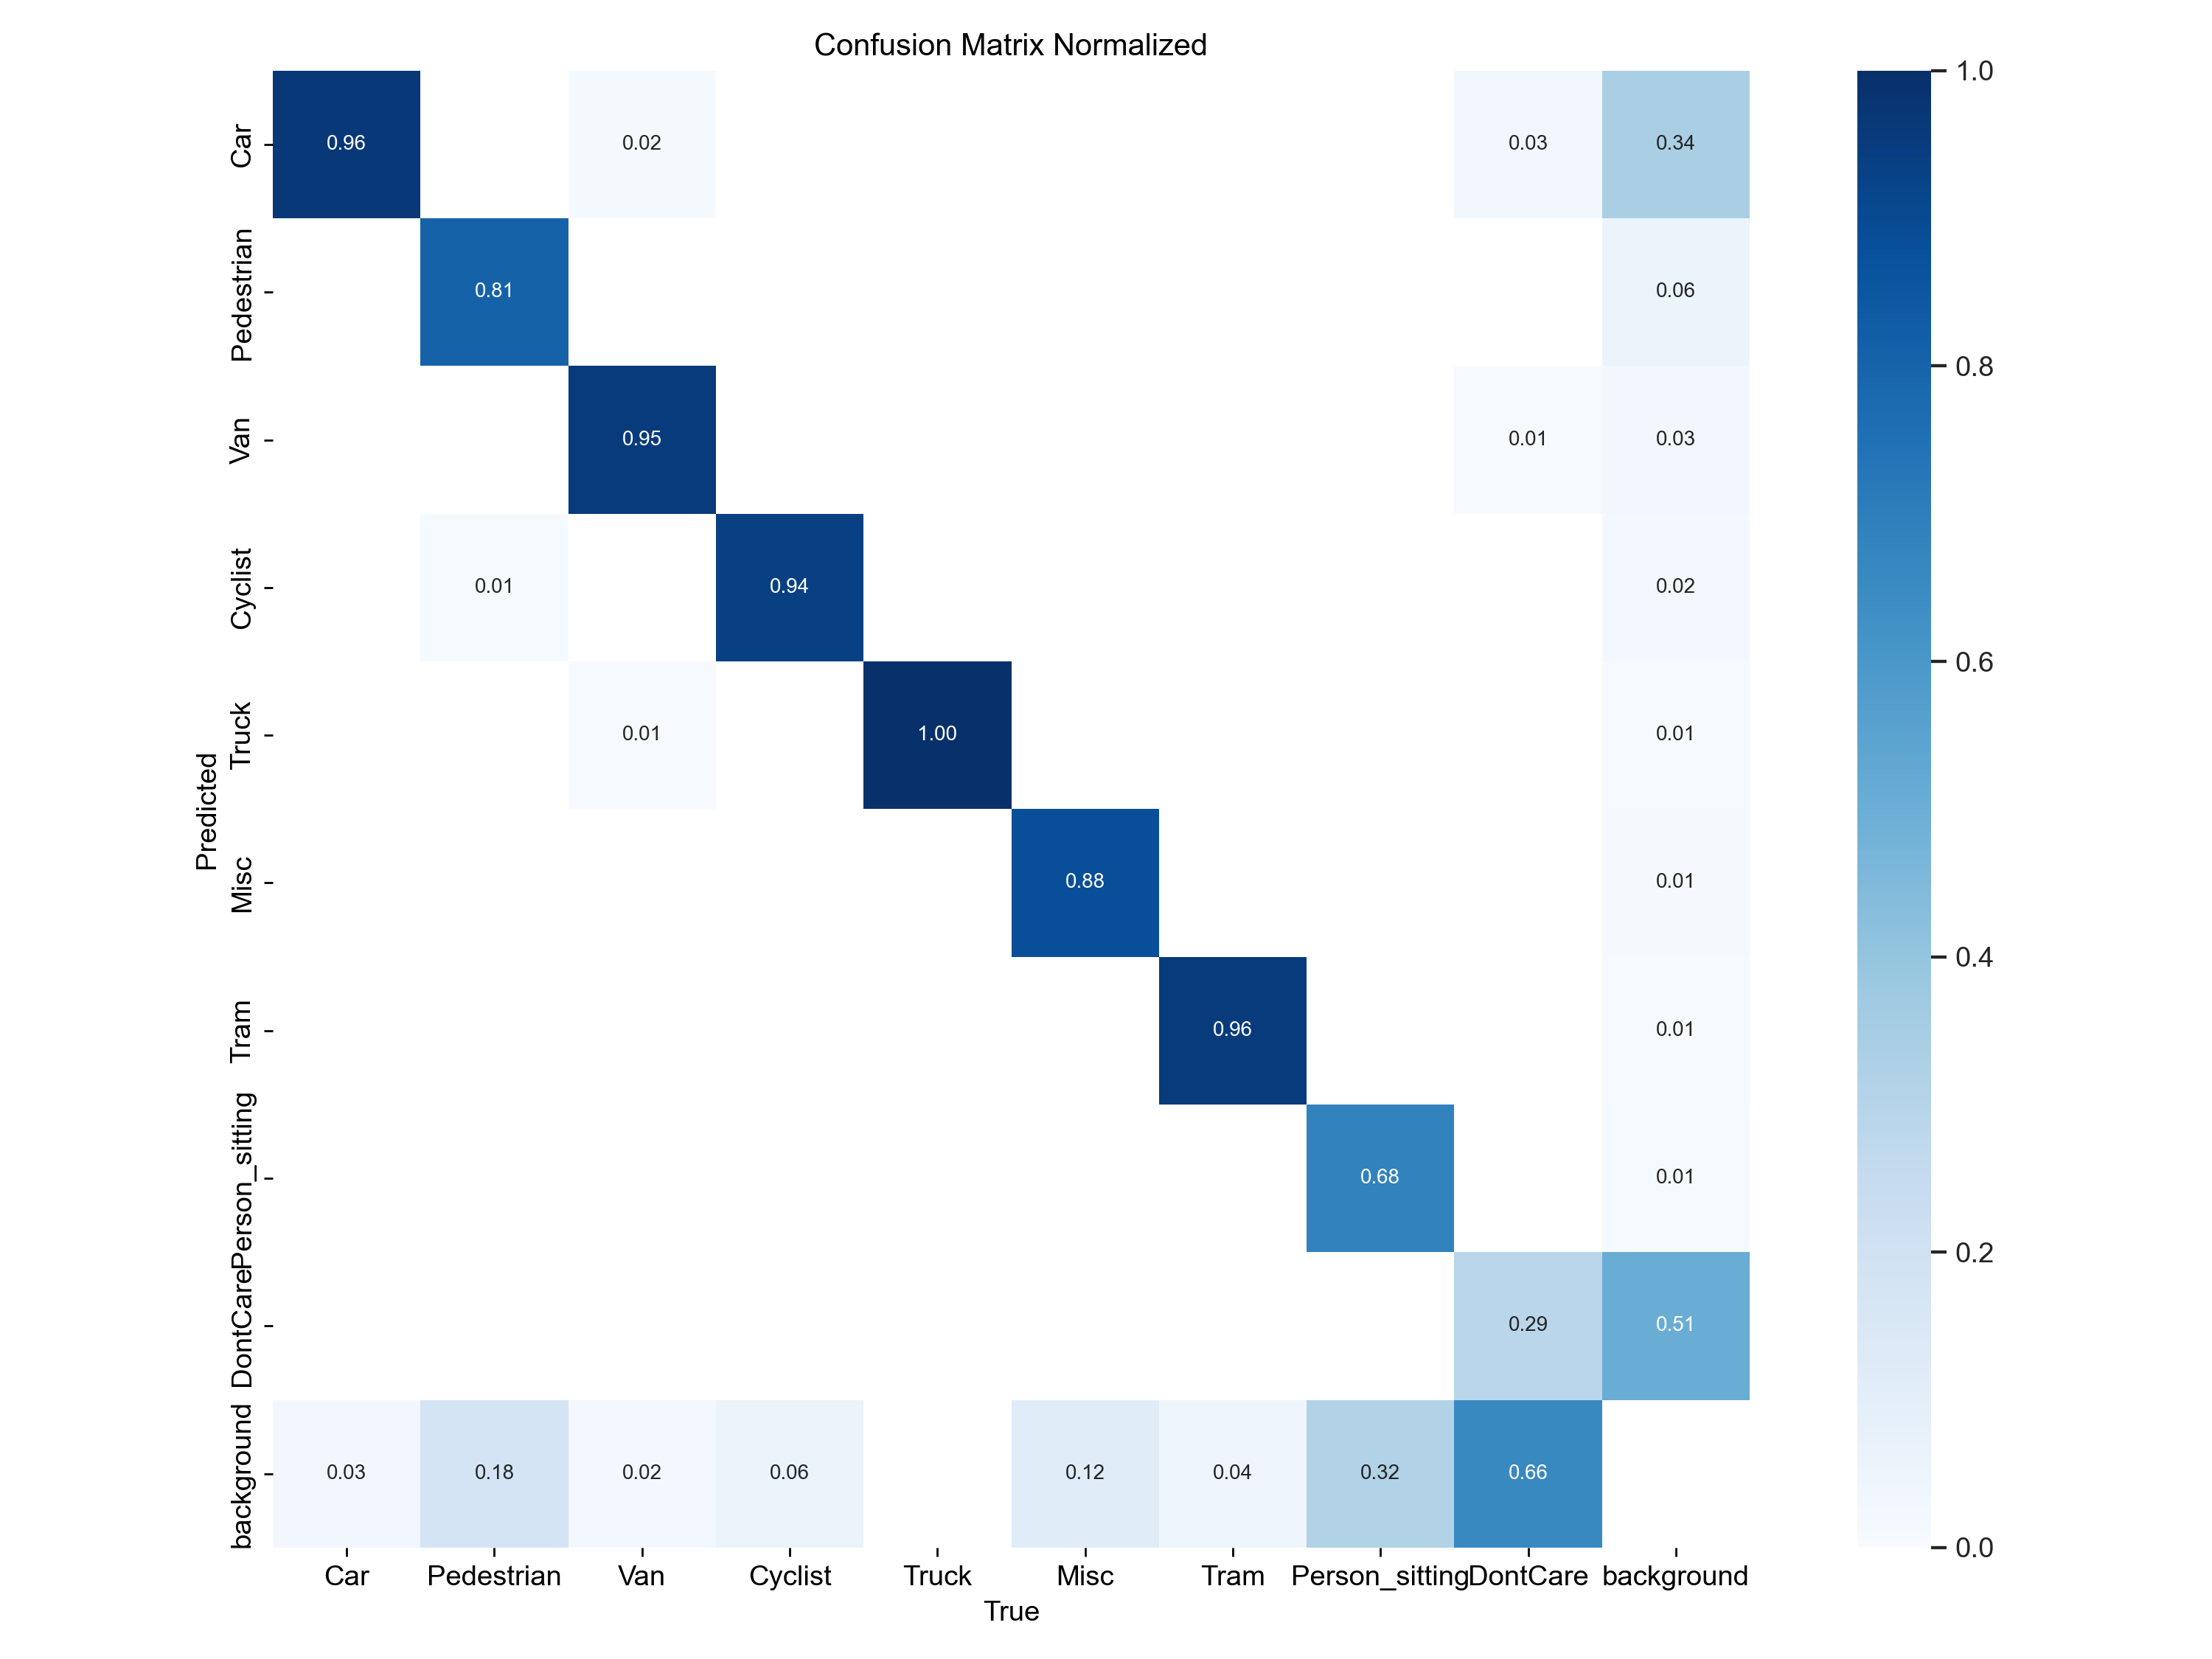 Confusion Matrix Normalized
Predicted
Car 0.96 0.02 0.03 0.34
Pedestrian 0.81 0.06
Van 0.95 0.01 0.03
Cyclist 0.01 0.94 0.02
Truck 0.01 1.00 0.01
Misc 0.88 0.01
Tram 0.96 0.01
Person_sitting 0.68 0.01
DontCare 0.29 0.51
background 0.03 0.18 0.02 0.06 0.12 0.04 0.32 0.66
Car Pedestrian Van Cyclist Truck Misc Tram Person_sitting DontCare background
True
1.0
0.8
0.6
0.4
0.2
0.0